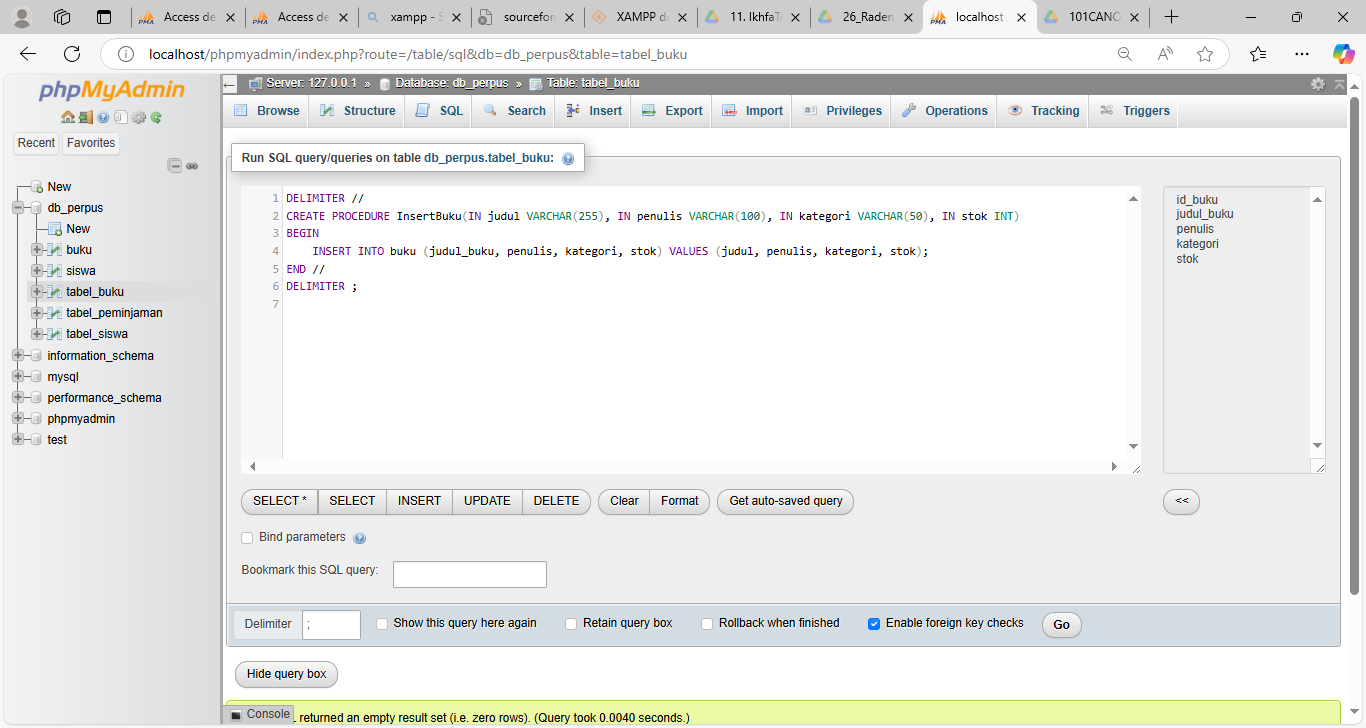 Access de
Access de
xampp - S
sourcefor
XAMPP d
11. IkhfaT
26_Raden
localhost
101CANO
localhost/phpmyadmin/index.php?route=/table/sql&db=db_perpus&table=tabel_buku
phpMyAdmin
Recent Favorites
New
db_perpus
New
buku
siswa
tabel_buku
tabel_peminjaman
tabel_siswa
information_schema
mysql
performance_schema
phpmyadmin
test
Server: 127.0.0.1 » Database: db_perpus » Table: tabel_buku
Browse Structure SQL Search Insert Export Import Privileges Operations Tracking Triggers
Run SQL query/queries on table db_perpus.tabel_buku:
1 DELIMITER //
2 CREATE PROCEDURE InsertBuku(IN judul VARCHAR(255), IN penulis VARCHAR(100), IN kategori VARCHAR(50), IN stok INT)
3 BEGIN
4 INSERT INTO buku (judul_buku, penulis, kategori, stok) VALUES (judul, penulis, kategori, stok);
5 END //
6 DELIMITER ;
7
id_buku
judul_buku
penulis
kategori
stok
SELECT * SELECT INSERT UPDATE DELETE Clear Format Get auto-saved query <<
Bind parameters
Bookmark this SQL query:
Delimiter ; Show this query here again Retain query box Rollback when finished Enable foreign key checks Go
Hide query box
Console returned an empty result set (i.e. zero rows). (Query took 0.0040 seconds.)